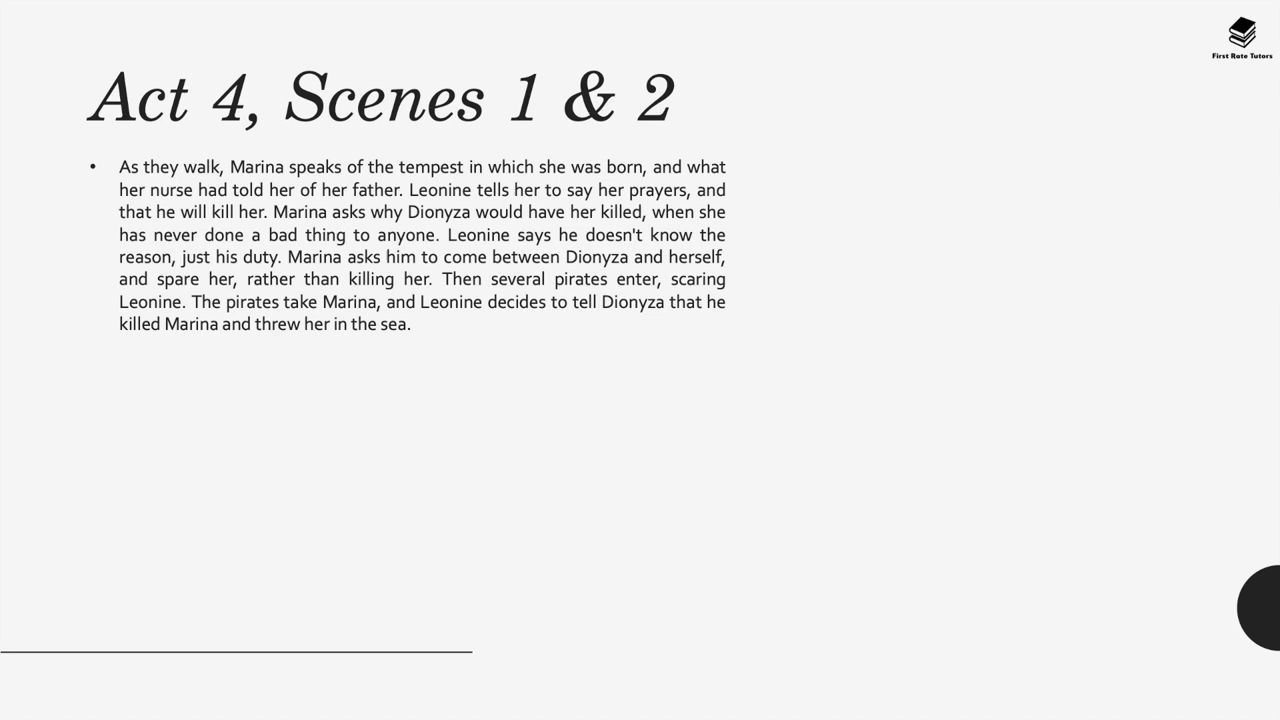 First Rate Tutors
Act 4, Scenes 1 & 2
• As they walk, Marina speaks of the tempest in which she was born, and what
her nurse had told her of her father. Leonine tells her to say her prayers, and
that he will kill her. Marina asks why Dionyza would have her killed, when she
has never done a bad thing to anyone. Leonine says he doesn't know the
reason, just his duty. Marina asks him to come between Dionyza and herself,
and spare her, rather than killing her. Then several pirates enter, scaring
Leonine. The pirates take Marina, and Leonine decides to tell Dionyza that he
killed Marina and threw her in the sea.